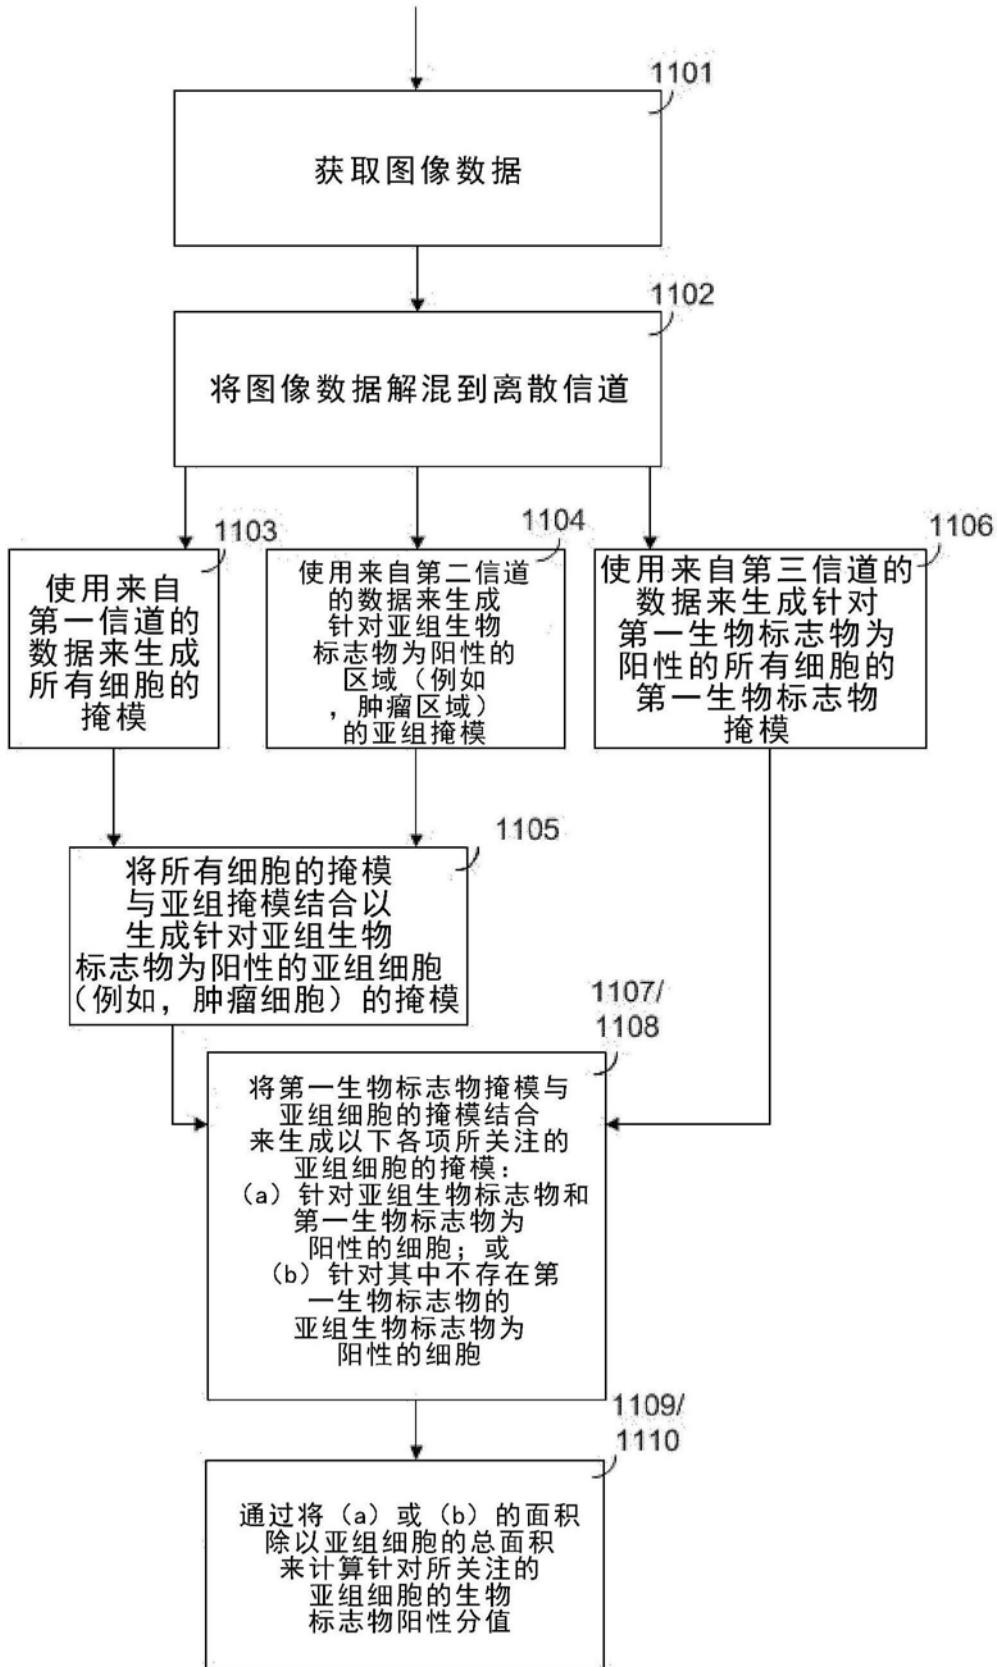 1101
获取图像数据
1102
将图像数据解混到离散信道
1103
使用来自
第一信道的
数据来生成
所有细胞的
掩模
1104
使用来自第二信道
的数据来生成
针对亚组生物
标志物为阳性的
区域（例如
，肿瘤区域）
的亚组掩模
1106
使用来自第三信道的
数据来生成针对
第一生物标志物为
阳性的所有细胞的
第一生物标志物
掩模
1105
将所有细胞的掩模
与亚组掩模结合以
生成针对亚组生物
标志物为阳性的亚组细胞
（例如，肿瘤细胞）的掩模
1107/
1108
将第一生物标志物掩模与
亚组细胞的掩模结合
来生成以下各项所关注的
亚组细胞的掩模：
（a）针对亚组生物标志物和
第一生物标志物为
阳性的细胞；或
（b）针对其中不存在第
一生物标志物的
亚组生物标志物为
阳性的细胞
1109/
1110
通过将（a）或（b）的面积
除以亚组细胞的总面积
来计算针对所关注的
亚组细胞的生物
标志物阳性分值